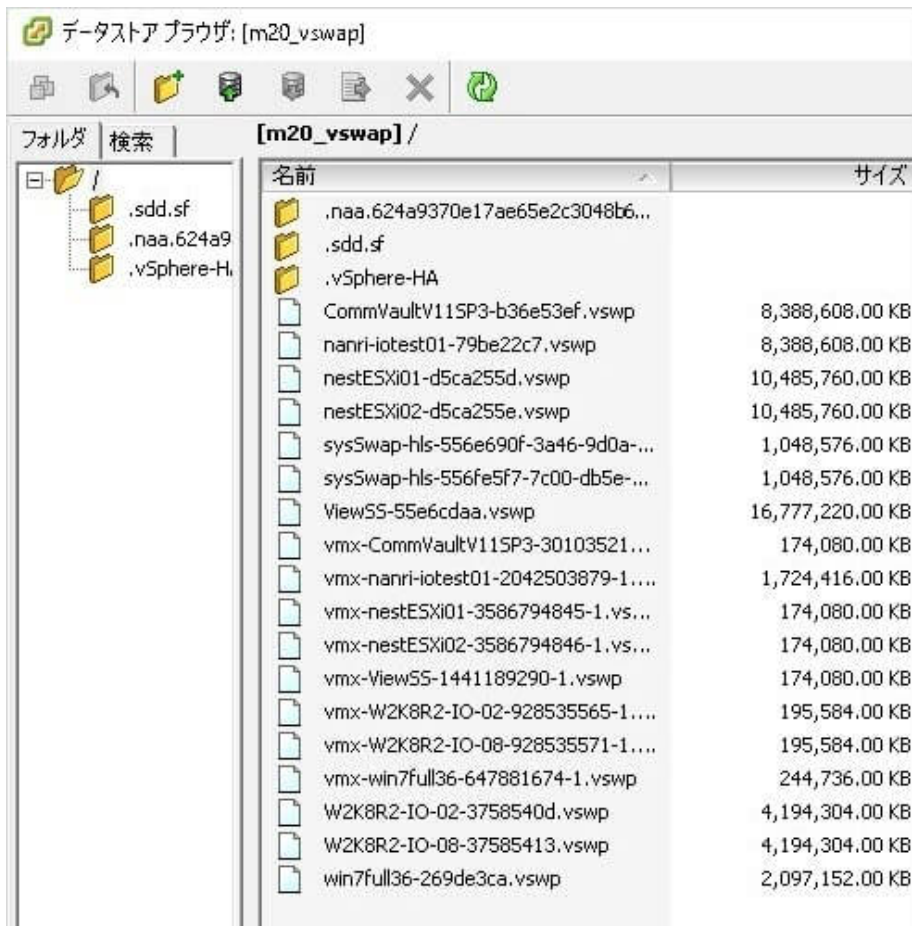 データストア ブラウザ: [m20_vswap]
フォルダ 検索
[m20_vswap] /
/
.sdd.sf
.naa.624a9
.vSphere-H
名前 サイズ
.naa.624a9370e17ae65e2c3048b6...
.sdd.sf
.vSphere-HA
CommVaultV11SP3-b36e53ef.vswp 8,388,608.00 KB
nanri-iotest01-79be22c7.vswp 8,388,608.00 KB
nestESXi01-d5ca255d.vswp 10,485,760.00 KB
nestESXi02-d5ca255e.vswp 10,485,760.00 KB
sysSwap-hls-556e690f-3a46-9d0a-... 1,048,576.00 KB
sysSwap-hls-556fe5f7-7c00-db5e-... 1,048,576.00 KB
ViewSS-55e6cdaa.vswp 16,777,220.00 KB
vmx-CommVaultV11SP3-30103521... 174,080.00 KB
vmx-nanri-iotest01-2042503879-1.... 1,724,416.00 KB
vmx-nestESXi01-3586794845-1.vs... 174,080.00 KB
vmx-nestESXi02-3586794846-1.vs... 174,080.00 KB
vmx-ViewSS-1441189290-1.vswp 174,080.00 KB
vmx-W2K8R2-IO-02-928535565-1.... 195,584.00 KB
vmx-W2K8R2-IO-08-928535571-1.... 195,584.00 KB
vmx-win7full36-647881674-1.vswp 244,736.00 KB
W2K8R2-IO-02-3758540d.vswp 4,194,304.00 KB
W2K8R2-IO-08-37585413.vswp 4,194,304.00 KB
win7full36-269de3ca.vswp 2,097,152.00 KB